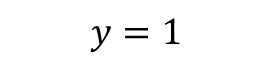 y = 1